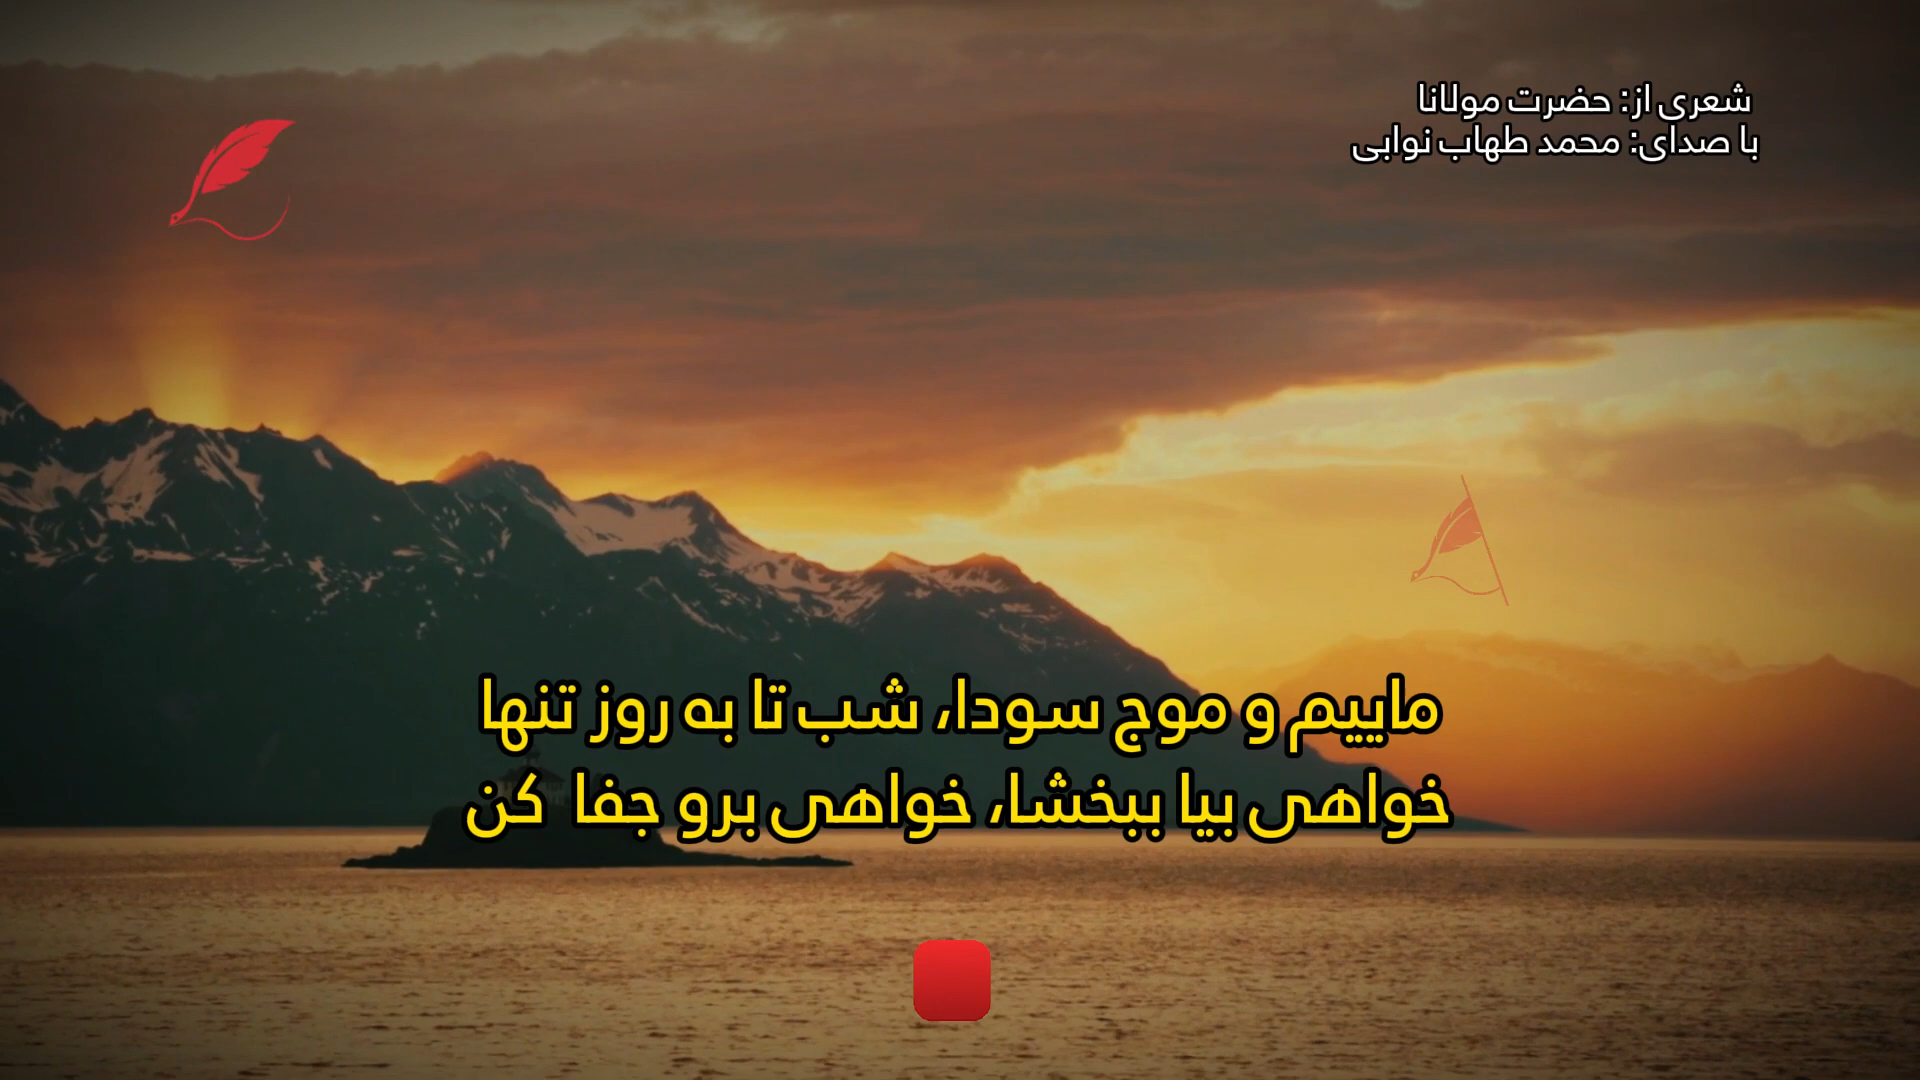 شعری از: حضرت مولانا
با صدای: محمد طهاب نوابی
ماییم و موج سودا، شب تا به روز تنها
خواهی بیا ببخشا، خواهی برو جفا کن